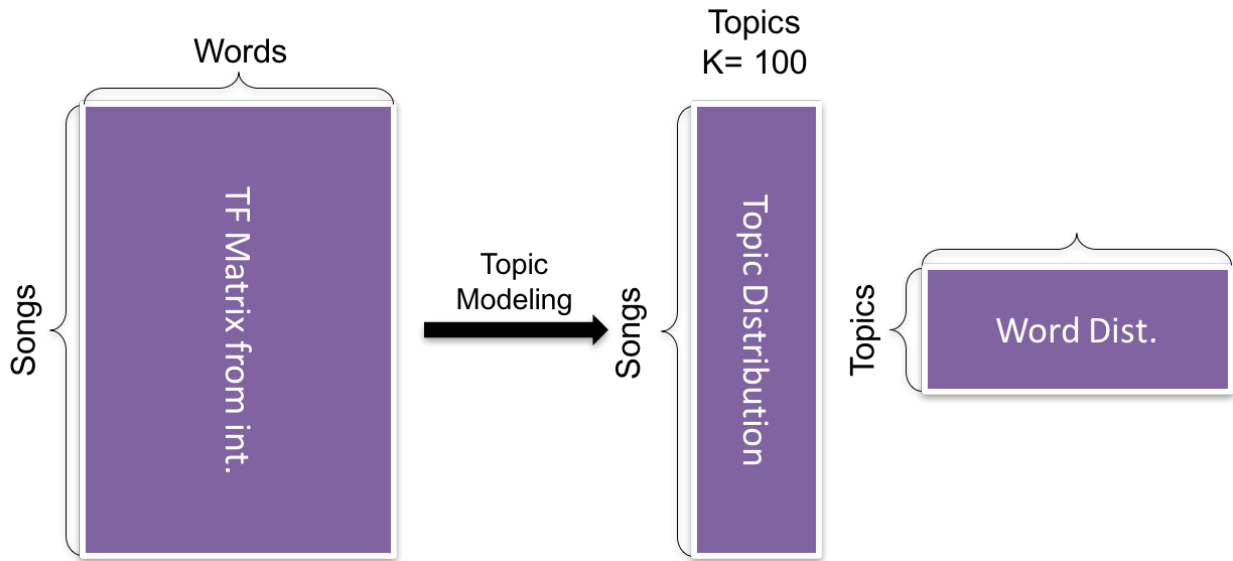 Words
Songs
TF Matrix from int.
Topic
Modeling
Topics
K= 100
Songs
Topic Distribution
Topics
Word Dist.